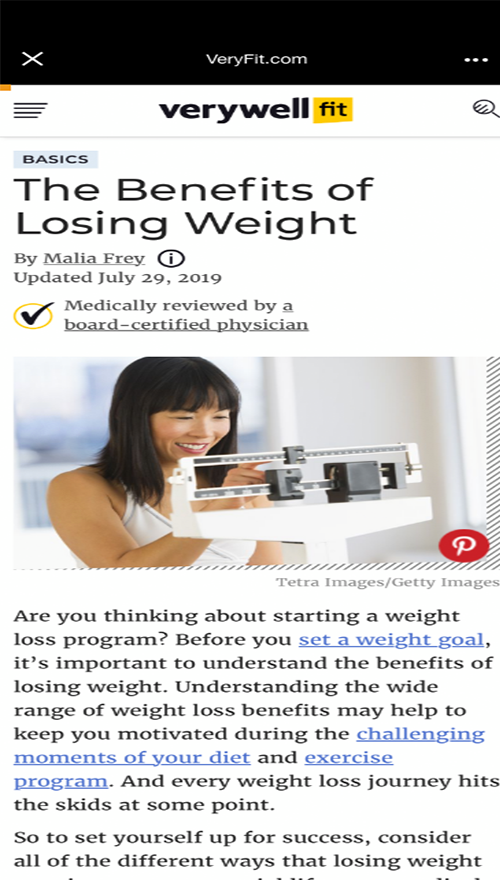 VeryFit.com
verywell fit
BASICS
The Benefits of
Losing Weight
By Malia Frey
Updated July 29, 2019
Medically reviewed by a
board-certified physician
Tetra Images/Getty Images
Are you thinking about starting a weight
loss program? Before you set a weight goal,
it's important to understand the benefits of
losing weight. Understanding the wide
range of weight loss benefits may help to
keep you motivated during the challenging
moments of your diet and exercise
program. And every weight loss journey hits
the skids at some point.
So to set yourself up for success, consider
all of the different ways that losing weight